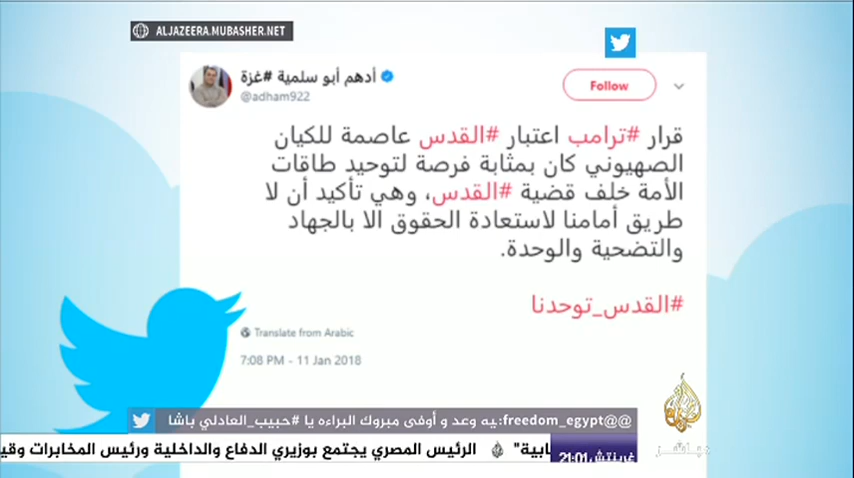 ALJAZEERA.MUBASHER.NET
أدهم أبو سلمية #غزة
@adham922
Follow
قرار #ترامب اعتبار #القدس عاصمة للكيان
الصهيوني كان بمثابة فرصة لتوحيد طاقات
الأمة خلف قضية #القدس، وهي تأكيد أن لا
طريق أمامنا لاستعادة الحقوق الا بالجهاد
والتضحية والوحدة.
#القدس_توحدنا
Translate from Arabic
7:08 PM - 11 Jan 2018
@@freedom_egypt:يه وعد و أوفى مبروك البراءه يا #حبيب_العادلي باشا
ابية" الرئيس المصري يجتمع بوزيري الدفاع والداخلية ورئيس المخابرات وقي
غرينتش 21:01
مباشر